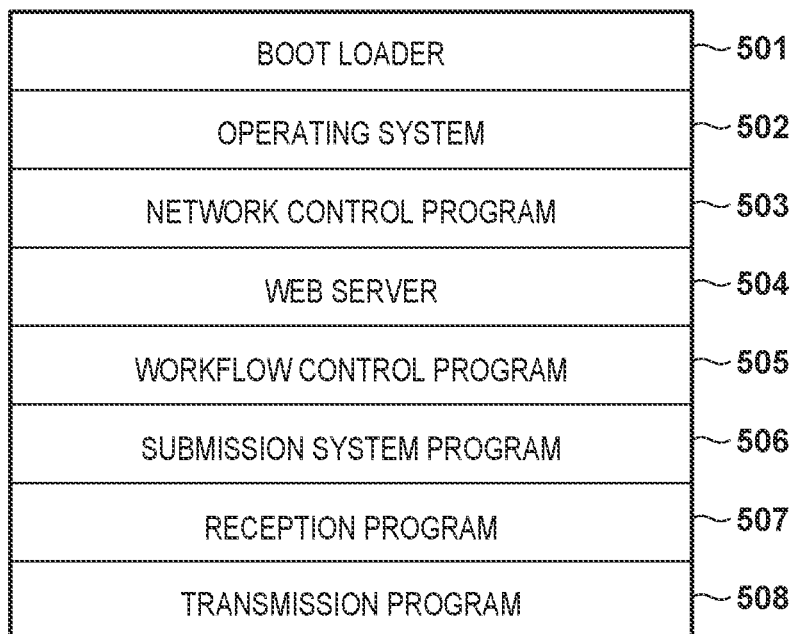 BOOT LOADER 501
OPERATING SYSTEM 502
NETWORK CONTROL PROGRAM 503
WEB SERVER 504
WORKFLOW CONTROL PROGRAM 505
SUBMISSION SYSTEM PROGRAM 506
RECEPTION PROGRAM 507
TRANSMISSION PROGRAM 508